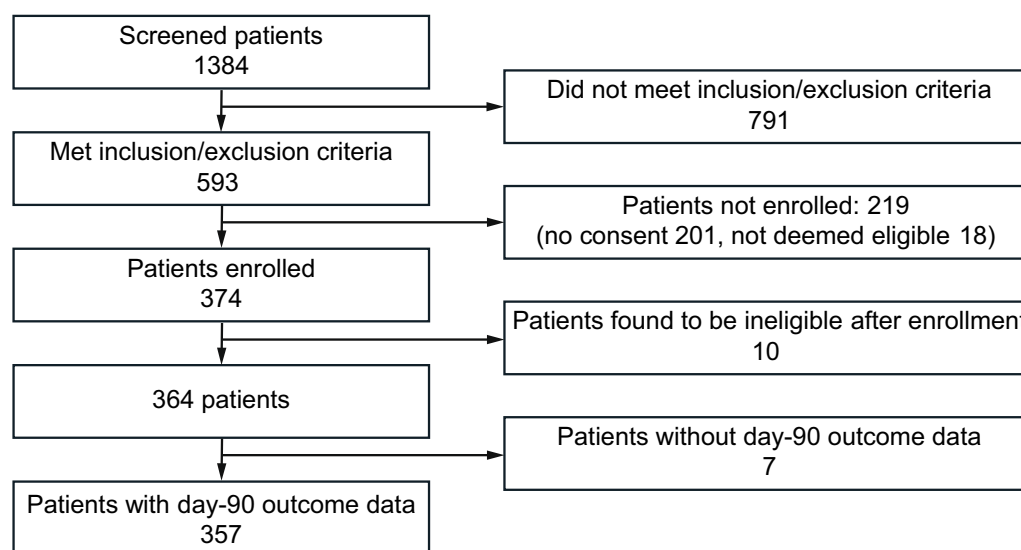 Screened patients
1384
Did not meet inclusion/exclusion criteria
791
Met inclusion/exclusion criteria
593
Patients not enrolled: 219
(no consent 201, not deemed eligible 18)
Patients enrolled
374
Patients found to be ineligible after enrollment
10
364 patients
Patients without day-90 outcome data
7
Patients with day-90 outcome data
357